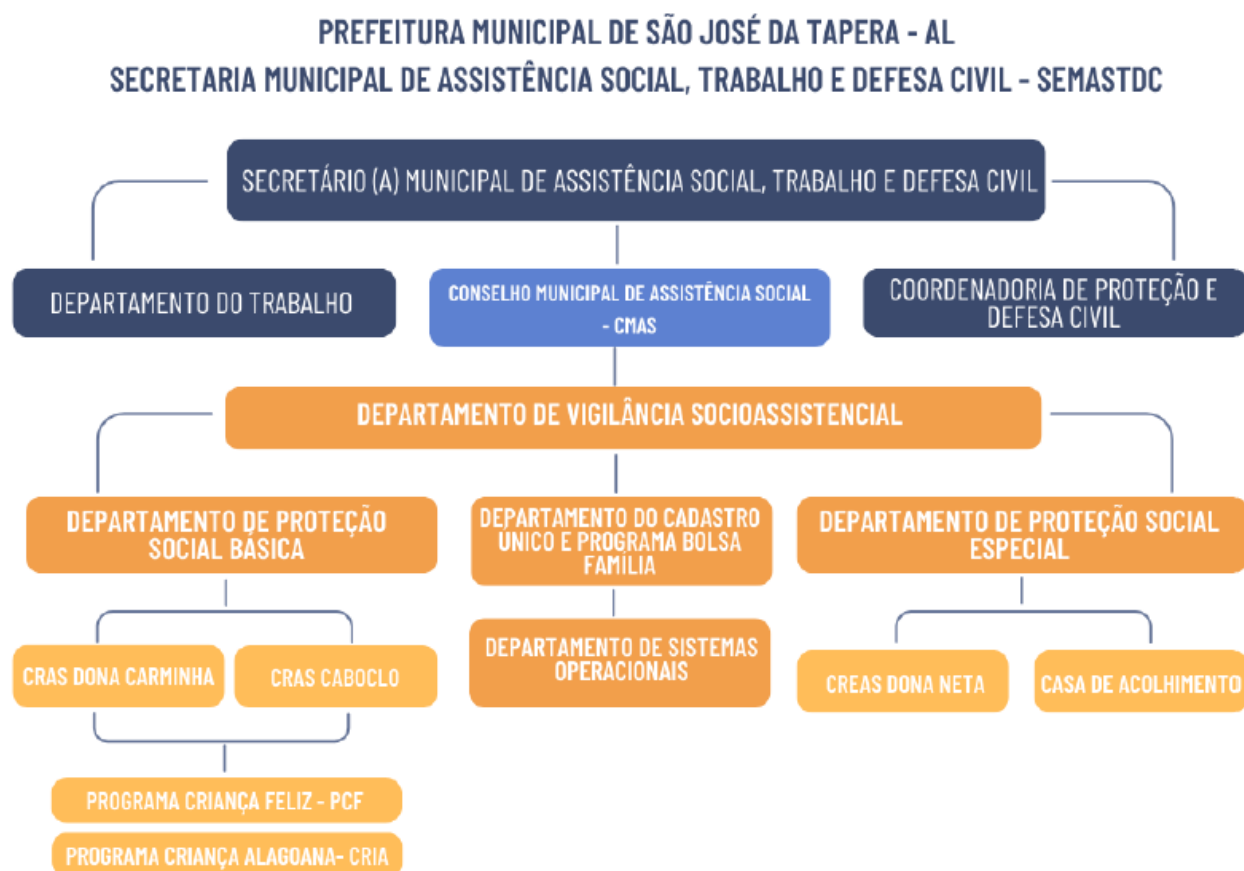 PREFEITURA MUNICIPAL DE SÃO JOSÉ DA TAPERA - AL
SECRETARIA MUNICIPAL DE ASSISTÊNCIA SOCIAL, TRABALHO E DEFESA CIVIL - SEMASTDC
SECRETÁRIO (A) MUNICIPAL DE ASSISTÊNCIA SOCIAL, TRABALHO E DEFESA CIVIL
DEPARTAMENTO DO TRABALHO
CONSELHO MUNICIPAL DE ASSISTÊNCIA SOCIAL
- CMAS
COORDENADORIA DE PROTEÇÃO E
DEFESA CIVIL
DEPARTAMENTO DE VIGILÂNCIA SOCIOASSISTENCIAL
DEPARTAMENTO DE PROTEÇÃO
SOCIAL BÁSICA
DEPARTAMENTO DO CADASTRO
ÚNICO E PROGRAMA BOLSA
FAMÍLIA
DEPARTAMENTO DE PROTEÇÃO SOCIAL
ESPECIAL
CRAS DONA CARMINHA
CRAS CABOCLO
DEPARTAMENTO DE SISTEMAS
OPERACIONAIS
CREAS DONA NETA
CASA DE ACOLHIMENTO
PROGRAMA CRIANÇA FELIZ - PCF
PROGRAMA CRIANÇA ALAGOANA- CRIA